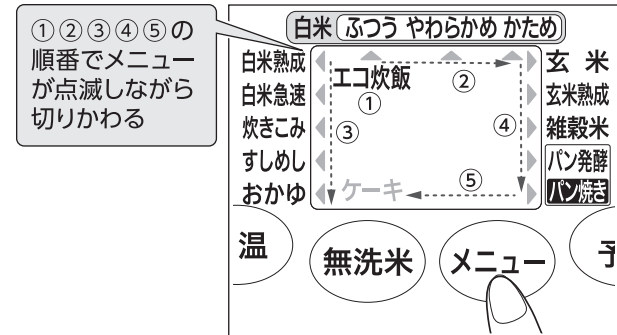 ①②③④⑤の
順番でメニュー
が点滅しながら
切りかわる
白米 ふつう やわらかめ かため
白米熟成
白米急速
炊きこみ
すしめし
おかゆ
エコ炊飯
①
②
③
④
⑤
ケーキ
玄米
玄米熟成
雑穀米
パン発酵
パン焼き
温
無洗米
メニュー
予